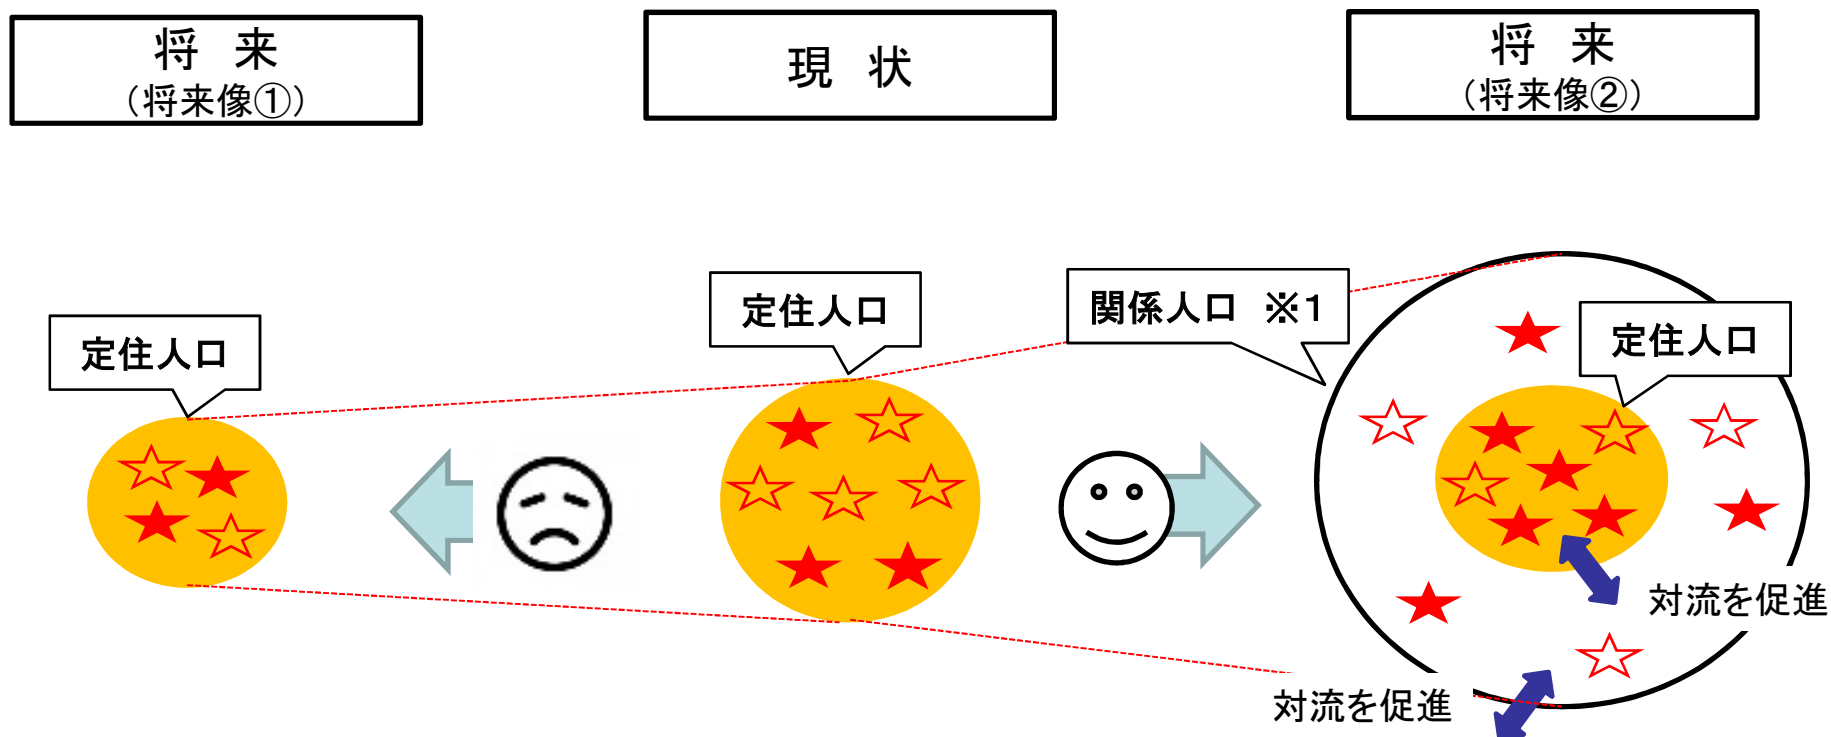 将　来
（将来像①）
現　状
将　来
（将来像②）
定住人口
定住人口
関係人口　※1
定住人口
対流を促進
対流を促進